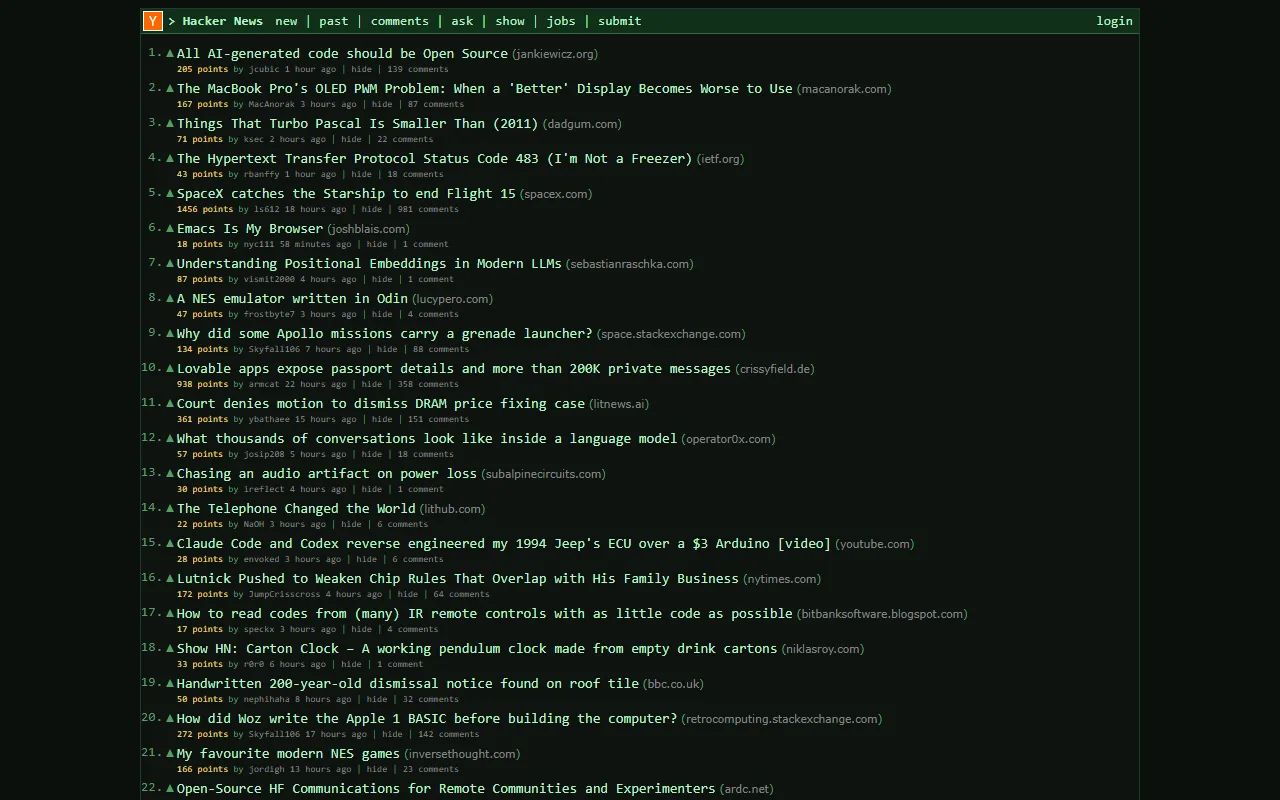 Y > Hacker News new | past | comments | ask | show | jobs | submit login
1. ▲ All AI-generated code should be Open Source (jankiewicz.org)
205 points by jcubic 1 hour ago | hide | 139 comments
2. ▲ The MacBook Pro's OLED PWM Problem: When a 'Better' Display Becomes Worse to Use (macanorak.com)
167 points by MacAnorak 3 hours ago | hide | 87 comments
3. ▲ Things That Turbo Pascal Is Smaller Than (2011) (dadgum.com)
71 points by ksec 2 hours ago | hide | 22 comments
4. ▲ The Hypertext Transfer Protocol Status Code 483 (I'm Not a Freezer) (ietf.org)
43 points by rbanffy 1 hour ago | hide | 18 comments
5. ▲ SpaceX catches the Starship to end Flight 15 (spacex.com)
1456 points by ls612 18 hours ago | hide | 981 comments
6. ▲ Emacs Is My Browser (joshblais.com)
18 points by nyc111 58 minutes ago | hide | 1 comment
7. ▲ Understanding Positional Embeddings in Modern LLMs (sebastianraschka.com)
87 points by vismit2000 4 hours ago | hide | 1 comment
8. ▲ A NES emulator written in Odin (lucypero.com)
47 points by frostbyte7 3 hours ago | hide | 4 comments
9. ▲ Why did some Apollo missions carry a grenade launcher? (space.stackexchange.com)
134 points by Skyfall106 7 hours ago | hide | 88 comments
10. ▲ Lovable apps expose passport details and more than 200K private messages (crissyfield.de)
938 points by armcat 22 hours ago | hide | 358 comments
11. ▲ Court denies motion to dismiss DRAM price fixing case (litnews.ai)
361 points by ybathaee 15 hours ago | hide | 151 comments
12. ▲ What thousands of conversations look like inside a language model (operator0x.com)
57 points by josip208 5 hours ago | hide | 18 comments
13. ▲ Chasing an audio artifact on power loss (subalpinecircuits.com)
30 points by ireflect 4 hours ago | hide | 1 comment
14. ▲ The Telephone Changed the World (lithub.com)
22 points by NaOH 3 hours ago | hide | 6 comments
15. ▲ Claude Code and Codex reverse engineered my 1994 Jeep's ECU over a $3 Arduino [video] (youtube.com)
28 points by envoked 3 hours ago | hide | 6 comments
16. ▲ Lutnick Pushed to Weaken Chip Rules That Overlap with His Family Business (nytimes.com)
172 points by JumpCrisscross 4 hours ago | hide | 64 comments
17. ▲ How to read codes from (many) IR remote controls with as little code as possible (bitbanksoftware.blogspot.com)
17 points by speckx 3 hours ago | hide | 4 comments
18. ▲ Show HN: Carton Clock – A working pendulum clock made from empty drink cartons (niklasroy.com)
33 points by r0r0 6 hours ago | hide | 1 comment
19. ▲ Handwritten 200-year-old dismissal notice found on roof tile (bbc.co.uk)
50 points by nephihaha 8 hours ago | hide | 32 comments
20. ▲ How did Woz write the Apple 1 BASIC before building the computer? (retrocomputing.stackexchange.com)
272 points by Skyfall106 17 hours ago | hide | 142 comments
21. ▲ My favourite modern NES games (inversethought.com)
166 points by jordigh 13 hours ago | hide | 23 comments
22. ▲ Open-Source HF Communications for Remote Communities and Experimenters (ardc.net)